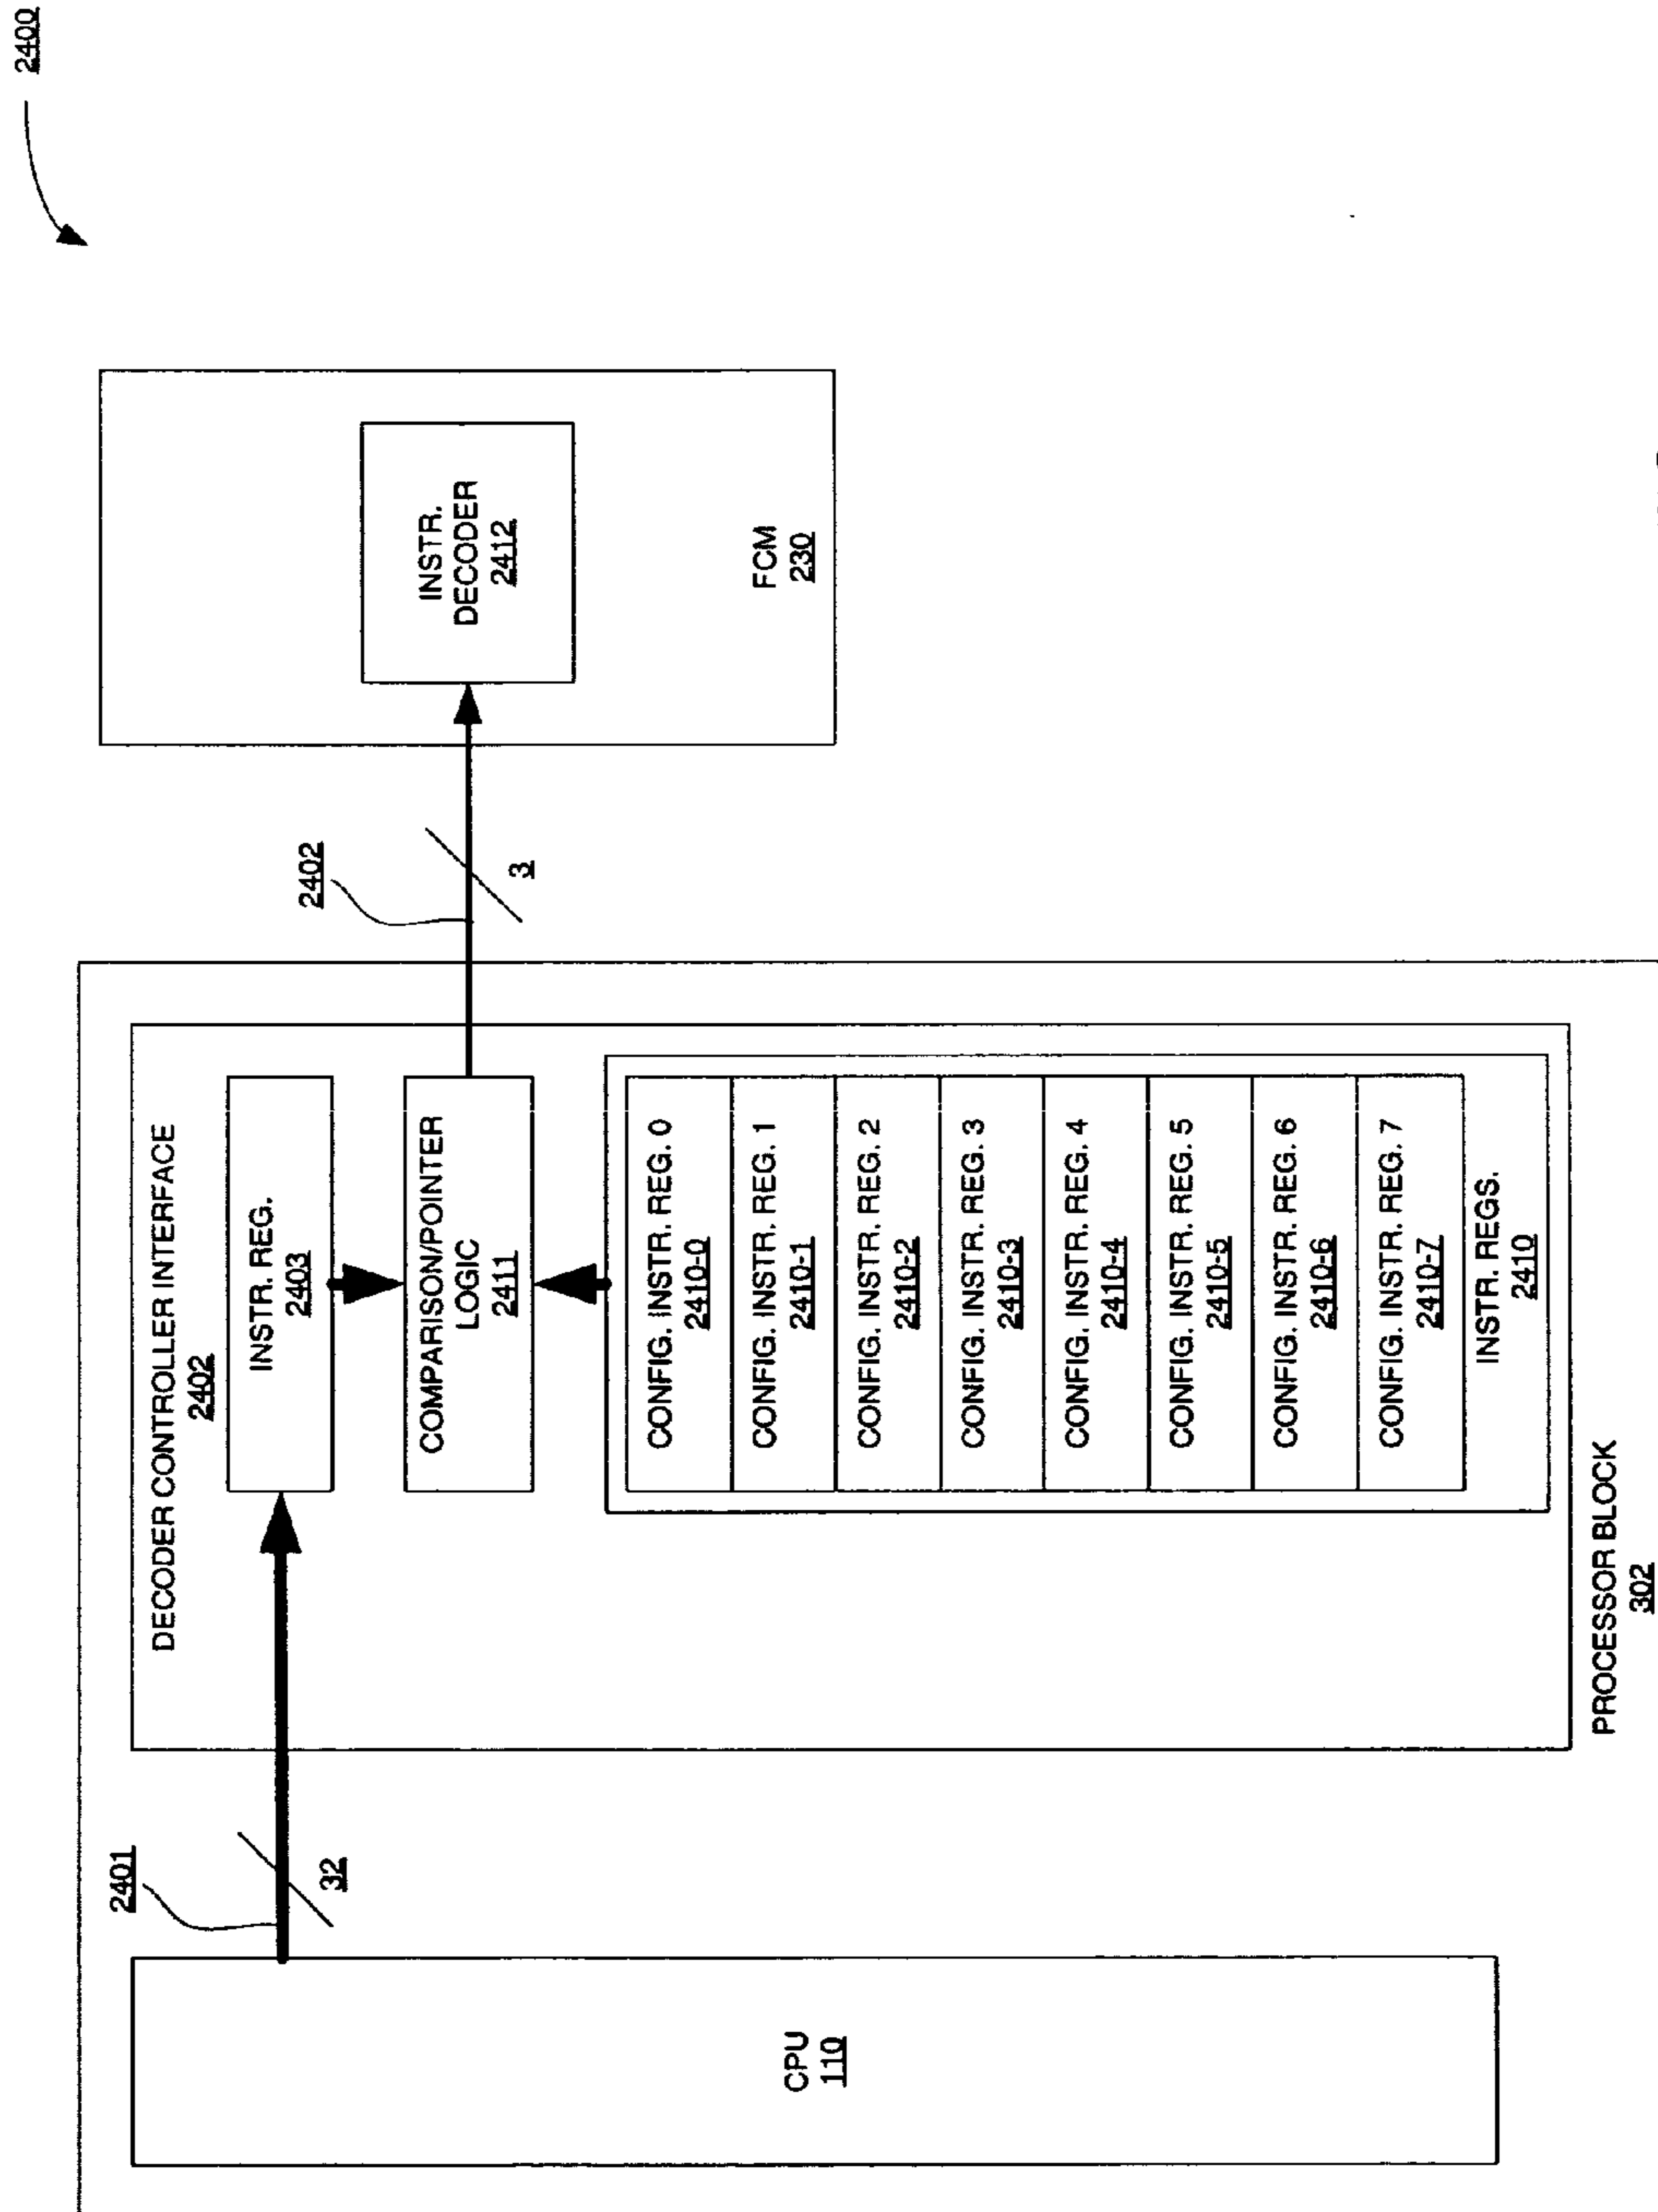 2400
DECODER CONTROLLER INTERFACE
2402
INSTR. REG.
2403
COMPARISON/POINTER
LOGIC
2411
CONFIG. INSTR. REG. 0
2410-0
CONFIG. INSTR. REG. 1
2410-1
CONFIG. INSTR. REG. 2
2410-2
CONFIG. INSTR. REG. 3
2410-3
CONFIG. INSTR. REG. 4
2410-4
CONFIG. INSTR. REG. 5
2410-5
CONFIG. INSTR. REG. 6
2410-6
CONFIG. INSTR. REG. 7
2410-7
INSTR. REGS.
2410
PROCESSOR BLOCK
302
2401
32
CPU
110
2402
3
INSTR.
DECODER
2412
FCM
230